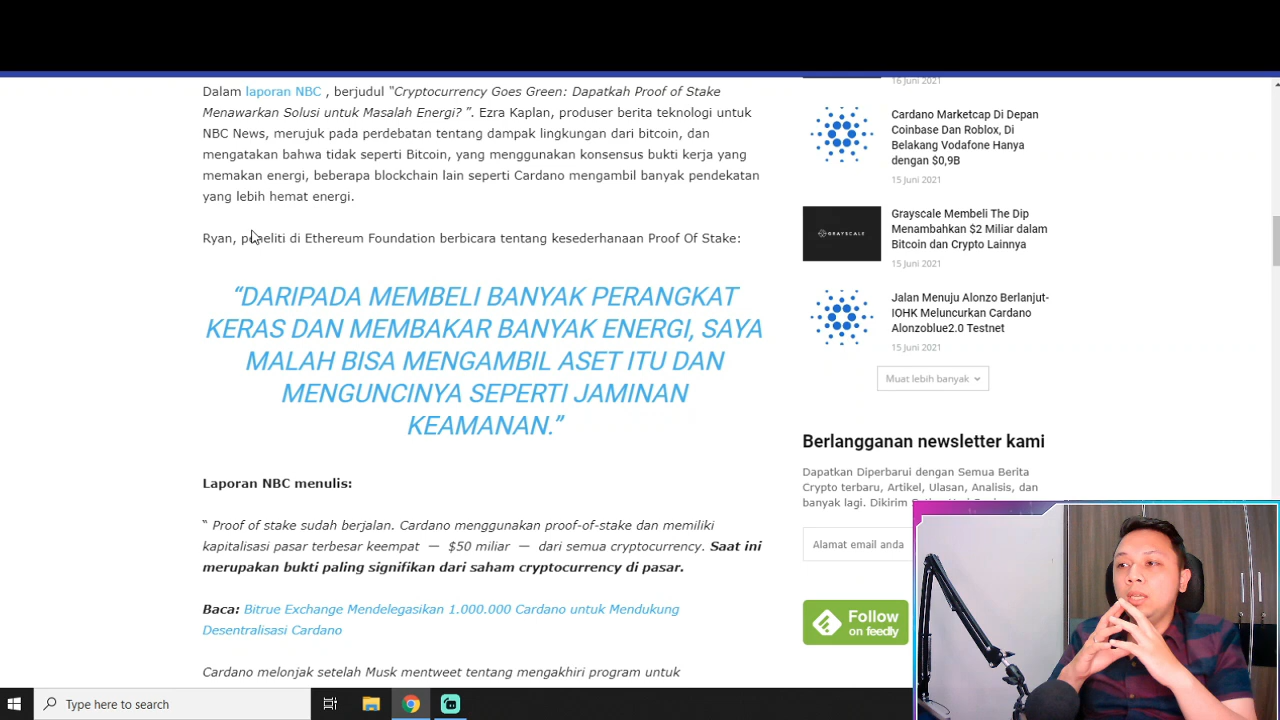 Dalam laporan NBC , berjudul “Cryptocurrency Goes Green: Dapatkah Proof of Stake
Menawarkan Solusi untuk Masalah Energi? ”. Ezra Kaplan, produser berita teknologi untuk
NBC News, merujuk pada perdebatan tentang dampak lingkungan dari bitcoin, dan
mengatakan bahwa tidak seperti Bitcoin, yang menggunakan konsensus bukti kerja yang
memakan energi, beberapa blockchain lain seperti Cardano mengambil banyak pendekatan
yang lebih hemat energi.
Ryan, peneliti di Ethereum Foundation berbicara tentang kesederhanaan Proof Of Stake:
“DARIPADA MEMBELI BANYAK PERANGKAT
KERAS DAN MEMBAKAR BANYAK ENERGI, SAYA
MALAH BISA MENGAMBIL ASET ITU DAN
MENGUNCINYA SEPERTI JAMINAN
KEAMANAN.”
Laporan NBC menulis:
“ Proof of stake sudah berjalan. Cardano menggunakan proof-of-stake dan memiliki
kapitalisasi pasar terbesar keempat — $50 miliar — dari semua cryptocurrency. Saat ini
merupakan bukti paling signifikan dari saham cryptocurrency di pasar.
Baca: Bitrue Exchange Mendelegasikan 1.000.000 Cardano untuk Mendukung
Desentralisasi Cardano
Cardano melonjak setelah Musk mentweet tentang mengakhiri program untuk
16 Juni 2021
Cardano Marketcap Di Depan
Coinbase Dan Roblox, Di
Belakang Vodafone Hanya
dengan $0,9B
15 Juni 2021
GRAYSCALE
Grayscale Membeli The Dip
Menambahkan $2 Miliar dalam
Bitcoin dan Crypto Lainnya
15 Juni 2021
Jalan Menuju Alonzo Berlanjut-
IOHK Meluncurkan Cardano
Alonzoblue2.0 Testnet
15 Juni 2021
Muat lebih banyak
Berlangganan newsletter kami
Dapatkan Diperbarui dengan Semua Berita
Crypto terbaru, Artikel, Ulasan, Analisis, dan
banyak lagi. Dikirim
Alamat email anda
Follow
on feedly
Type here to search